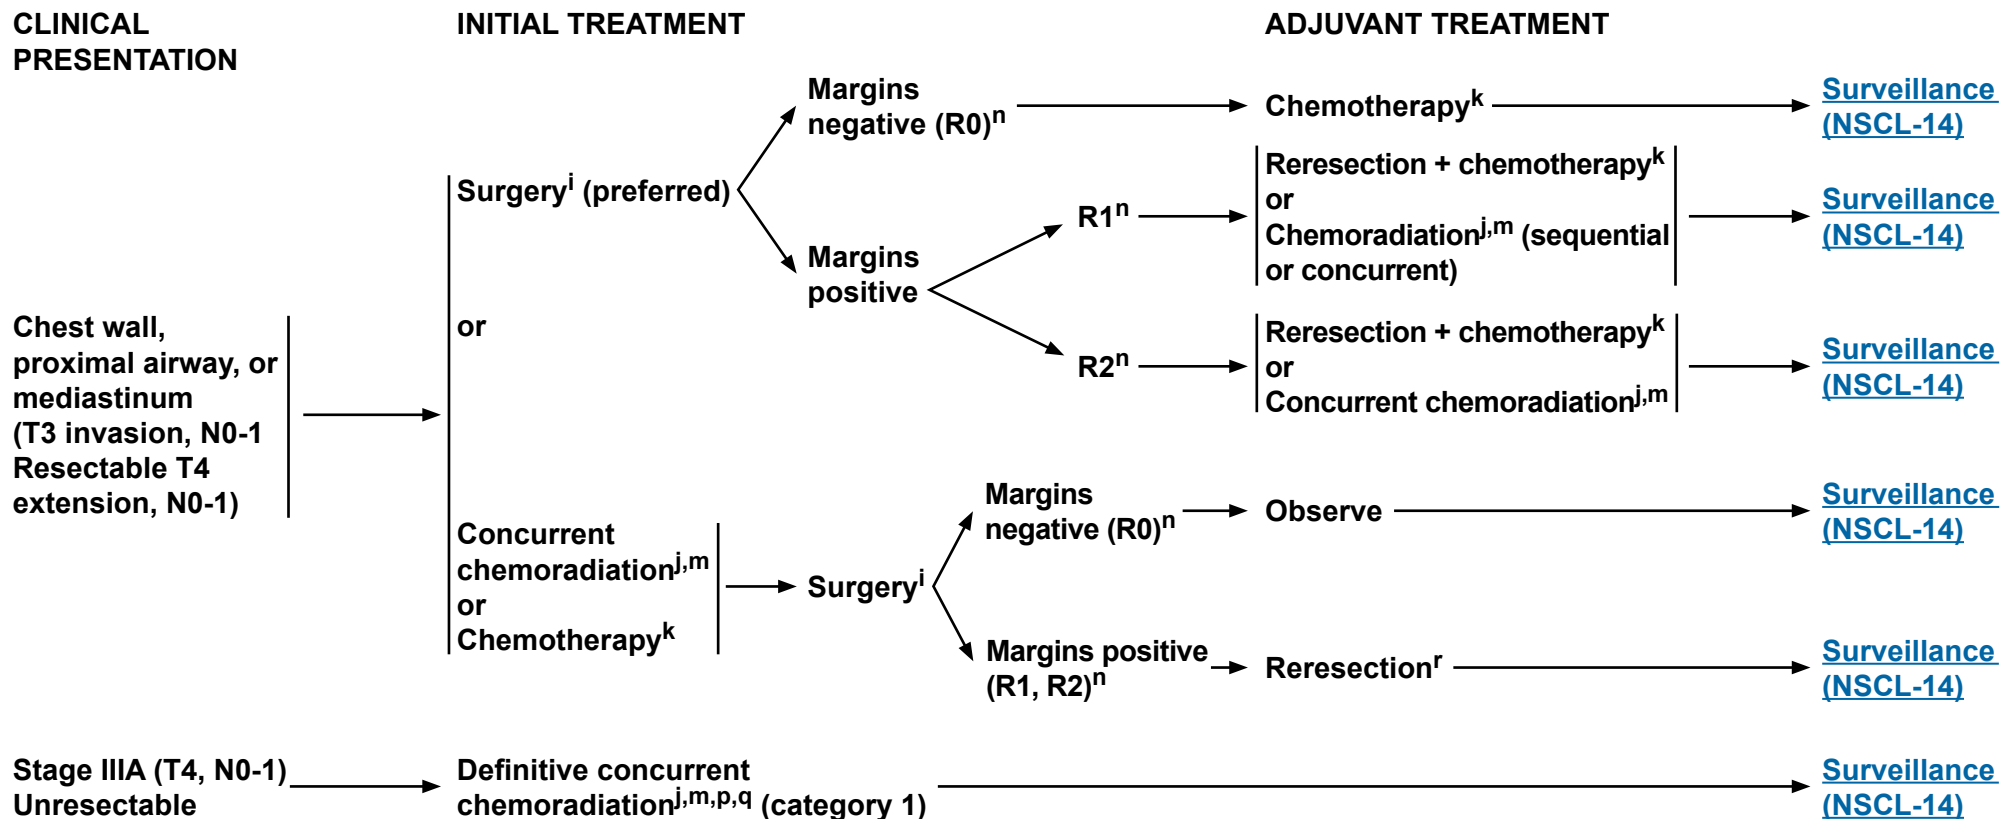 CLINICAL
PRESENTATION
INITIAL TREATMENT
ADJUVANT TREATMENT
Chest wall,
proximal airway, or
mediastinum
(T3 invasion, N0-1
Resectable T4
extension, N0-1)
Surgeryⁱ (preferred)
or
Concurrent
chemoradiationʲ,ᵐ
or
Chemotherapyᵏ
Margins
negative (R0)ⁿ
Chemotherapyᵏ
Surveillance
(NSCL-14)
Margins
positive
R1ⁿ
Reresection + chemotherapyᵏ
or
Chemoradiationʲ,ᵐ (sequential
or concurrent)
Surveillance
(NSCL-14)
R2ⁿ
Reresection + chemotherapyᵏ
or
Concurrent chemoradiationʲ,ᵐ
Surveillance
(NSCL-14)
Surgeryⁱ
Margins
negative (R0)ⁿ
Observe
Surveillance
(NSCL-14)
Margins positive
(R1, R2)ⁿ
Reresectionʳ
Surveillance
(NSCL-14)
Stage IIIA (T4, N0-1)
Unresectable
Definitive concurrent
chemoradiationʲ,ᵐ,ᵖ,q (category 1)
Surveillance
(NSCL-14)